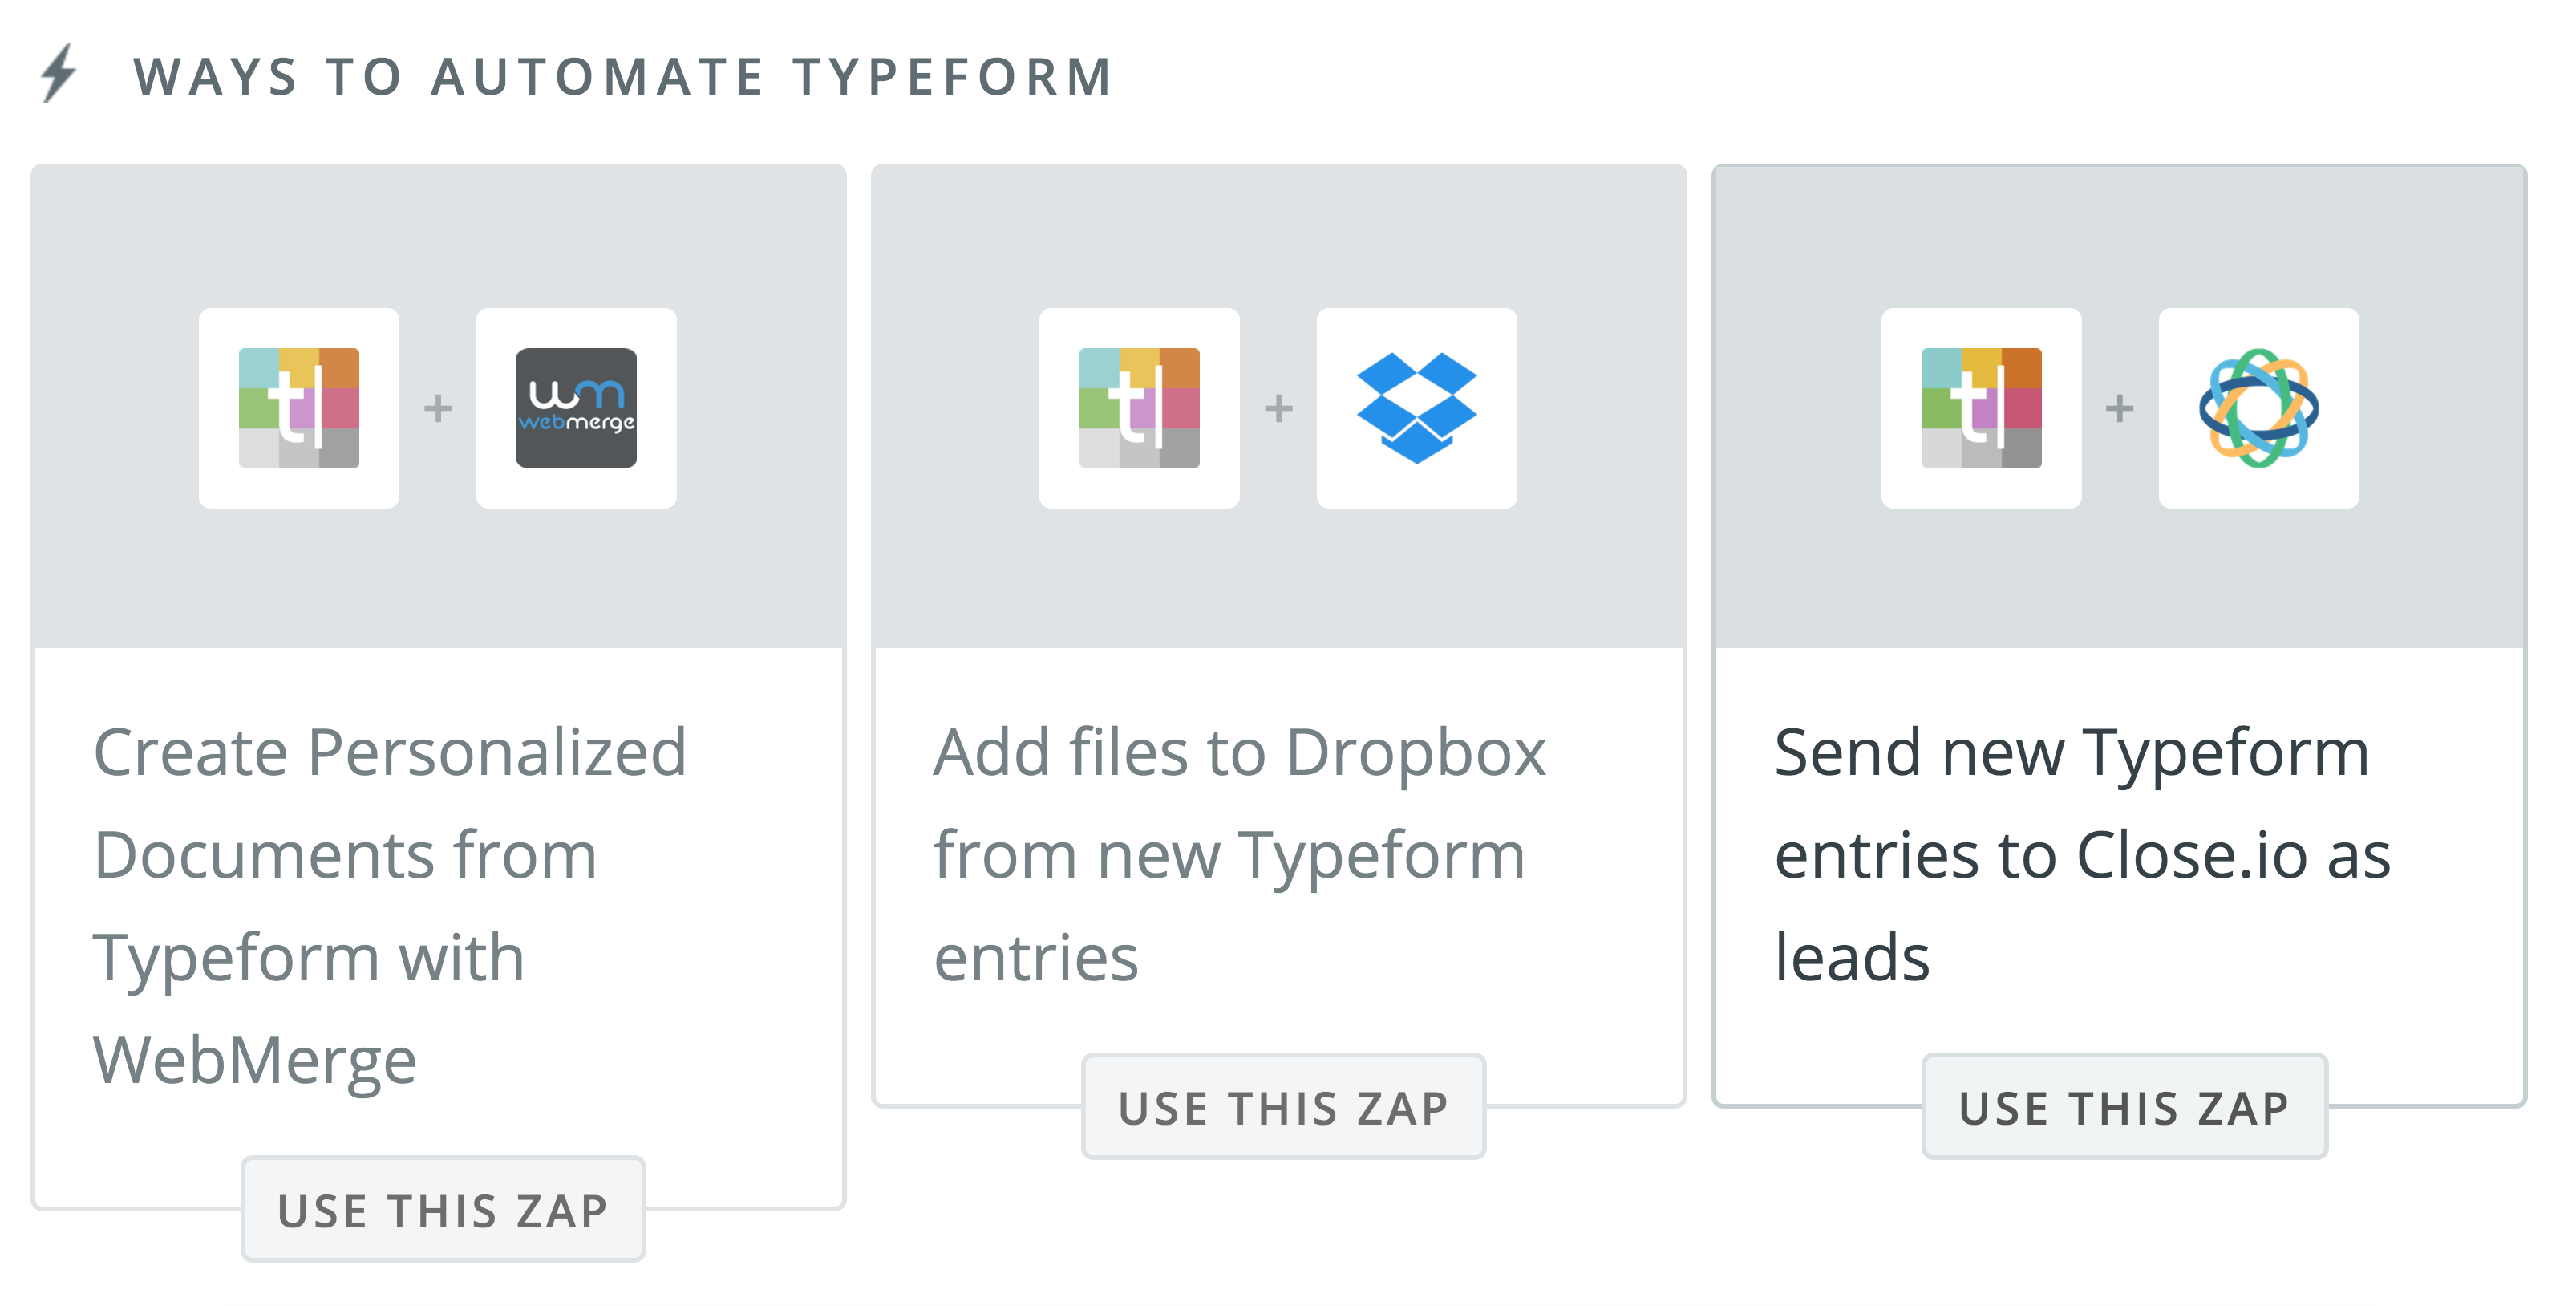 WAYS TO AUTOMATE TYPEFORM
t
wm
webmerge
Create Personalized
Documents from
Typeform with
WebMerge
USE THIS ZAP
t
Add files to Dropbox
from new Typeform
entries
USE THIS ZAP
t
Send new Typeform
entries to Close.io as
leads
USE THIS ZAP